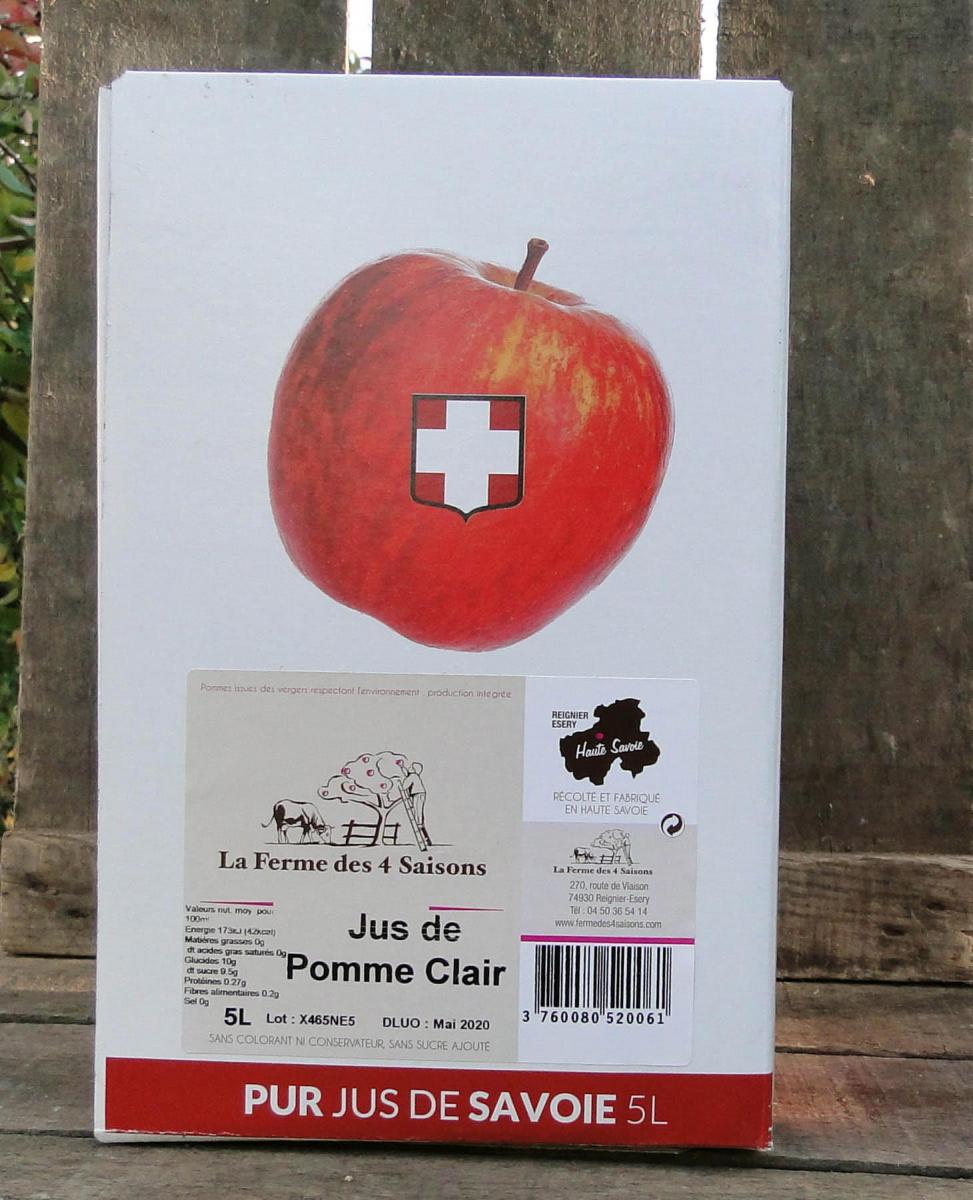 Pommes issues des vergers respectant l'environnement : production intégrée
La Ferme des 4 Saisons
Valeurs nut. moy. pour
100ml
Energie 173kJ (42kcal)
Matières grasses 0g
dt acides gras saturés 0g
Glucides 10g
dt sucre 9.5g
Protéines 0.27g
Fibres alimentaires 0.2g
Sel 0g
Jus de
Pomme Clair
5L Lot : X465NE5 DLUO : Mai 2020
SANS COLORANT NI CONSERVATEUR, SANS SUCRE AJOUTÉ
REIGNIER
ESERY
Haute Savoie
RÉCOLTÉ ET FABRIQUÉ
EN HAUTE SAVOIE
La Ferme des 4 Saisons
270, route de Viaison
74930 Reignier-Esery
Tél : 04 50 36 54 14
www.fermedes4saisons.com
3 760080 520061
PUR JUS DE SAVOIE 5L